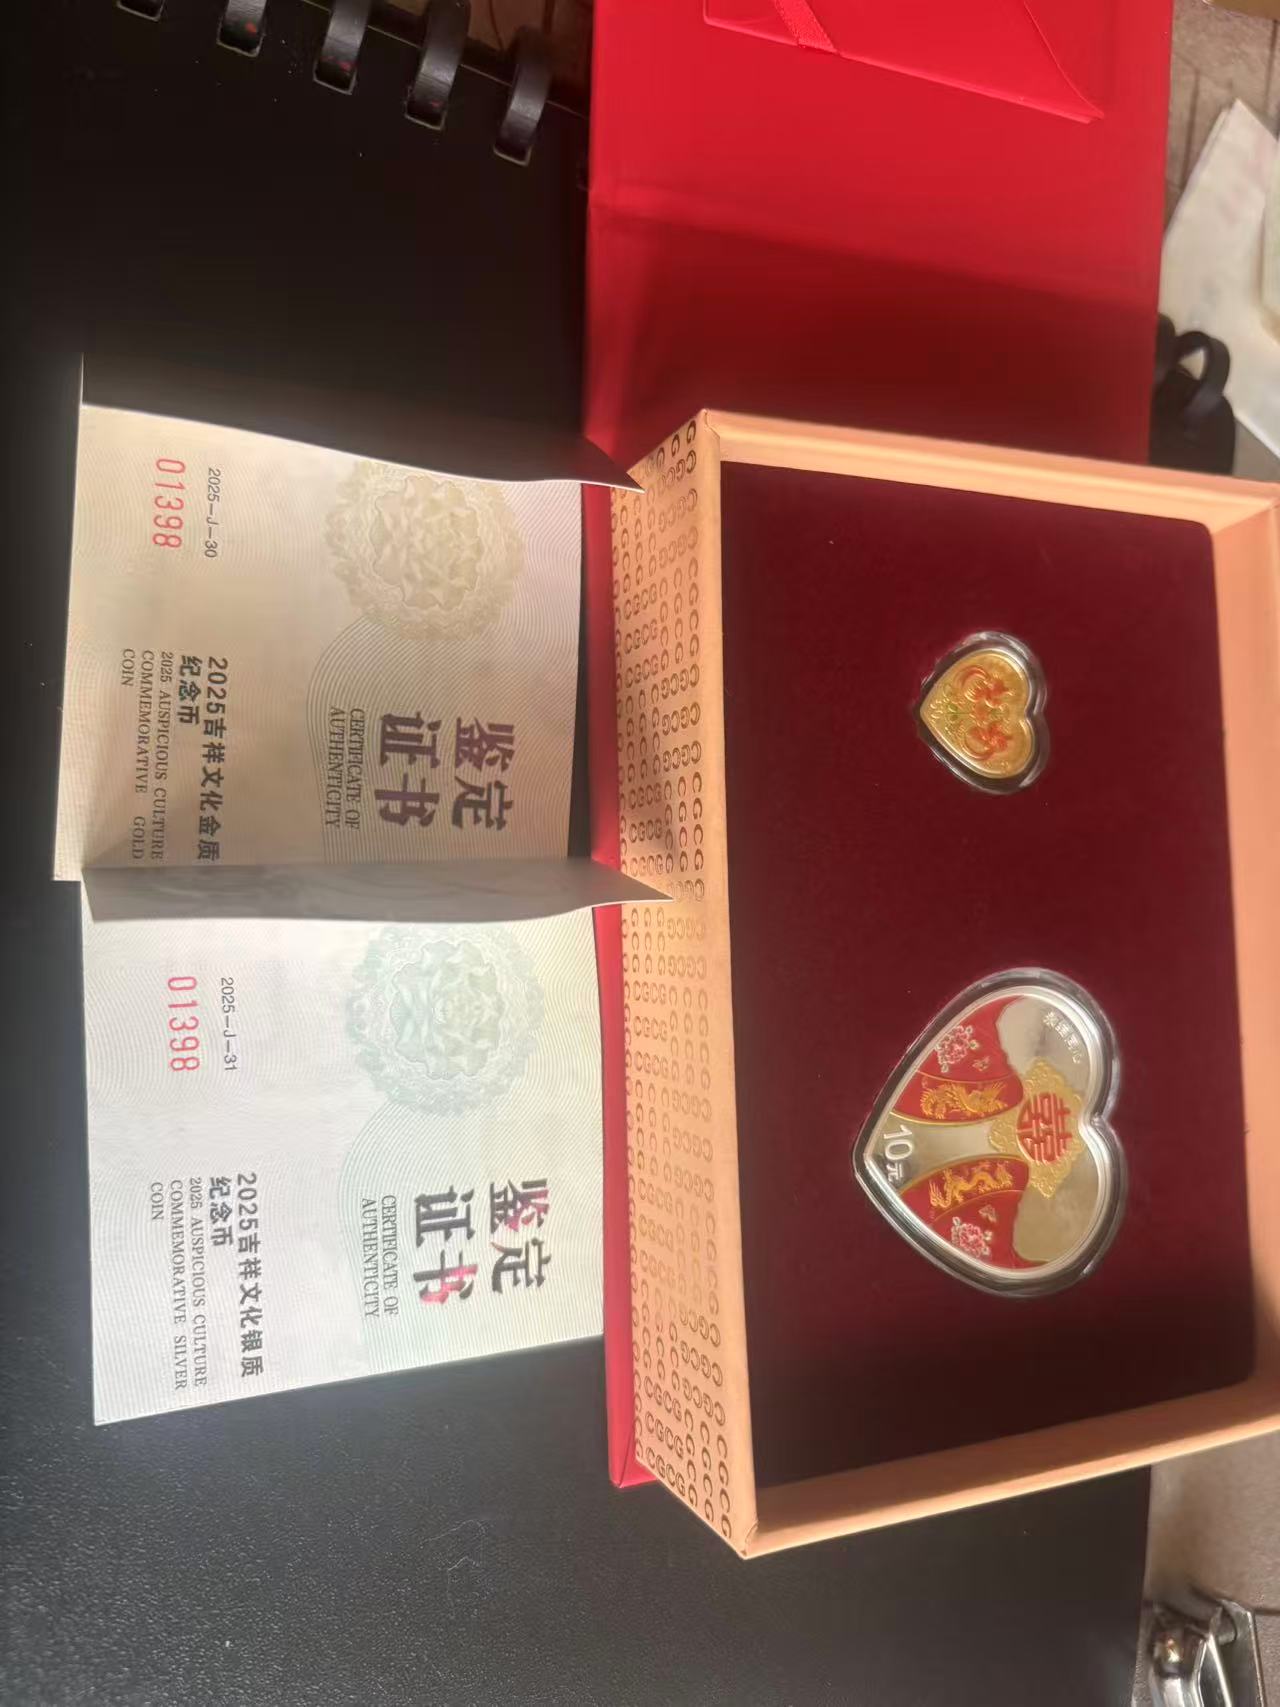 鉴定
证书
CERTIFICATE OF
AUTHENTICITY
2025吉祥文化金质
纪念币
2025 AUSPICIOUS CULTURE
COMMEMORATIVE GOLD
COIN
2025—J—30
01398
鉴定
证书
CERTIFICATE OF
AUTHENTICITY
2025吉祥文化银质
纪念币
2025 AUSPICIOUS CULTURE
COMMEMORATIVE SILVER
COIN
2025—J—31
01398
囍
10元
CGCG